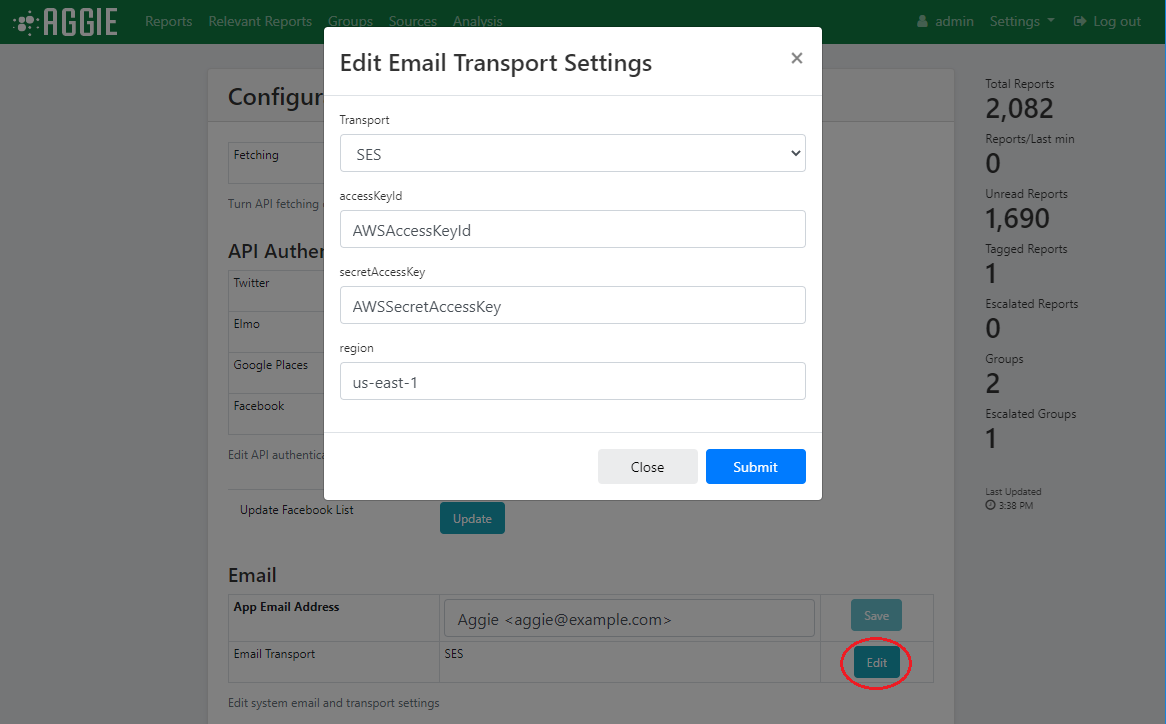 AGGIE Reports Relevant Reports Groups Sources Analysis admin Settings Log out
Edit Email Transport Settings
×
Transport
SES
accessKeyId
AWSAccessKeyId
secretAccessKey
AWSSecretAccessKey
region
us-east-1
Close Submit
Configur
Fetching
Turn API fetching
API Authen
Twitter
Elmo
Google Places
Facebook
Edit API authentica
Update Facebook List Update
Email
App Email Address Aggie <aggie@example.com> Save
Email Transport SES Edit
Edit system email and transport settings
Total Reports
2,082
Reports/Last min
0
Unread Reports
1,690
Tagged Reports
1
Escalated Reports
0
Groups
2
Escalated Groups
1
Last Updated
3:38 PM